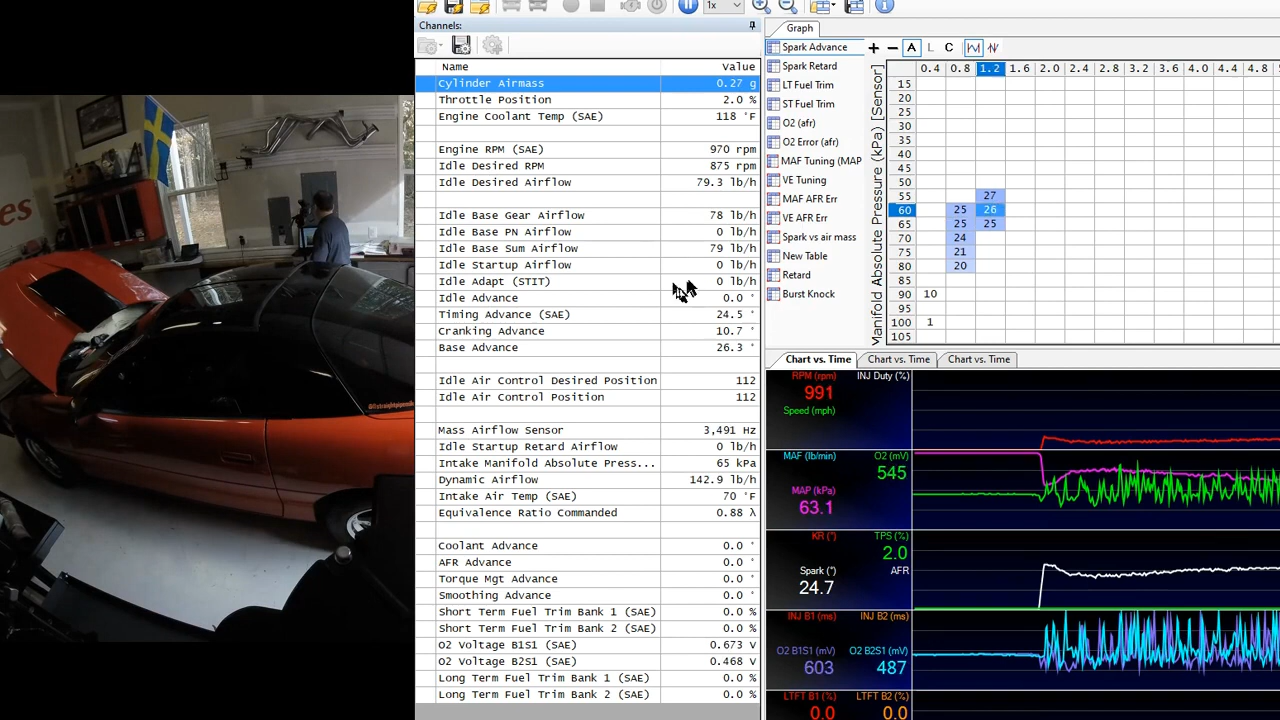 1x
Channels:
Name Value
Cylinder Airmass 0.27 g
Throttle Position 2.0 %
Engine Coolant Temp (SAE) 118 °F
Engine RPM (SAE) 970 rpm
Idle Desired RPM 875 rpm
Idle Desired Airflow 79.3 lb/h
Idle Base Gear Airflow 78 lb/h
Idle Base PN Airflow 0 lb/h
Idle Base Sum Airflow 79 lb/h
Idle Startup Airflow 0 lb/h
Idle Adapt (STIT) 0 lb/h
Idle Advance 0.0 °
Timing Advance (SAE) 24.5 °
Cranking Advance 10.7 °
Base Advance 26.3 °
Idle Air Control Desired Position 112
Idle Air Control Position 112
Mass Airflow Sensor 3,491 Hz
Idle Startup Retard Airflow 0 lb/h
Intake Manifold Absolute Press... 65 kPa
Dynamic Airflow 142.9 lb/h
Intake Air Temp (SAE) 70 °F
Equivalence Ratio Commanded 0.88 λ
Coolant Advance 0.0 °
AFR Advance 0.0 °
Torque Mgt Advance 0.0 °
Smoothing Advance 0.0 °
Short Term Fuel Trim Bank 1 (SAE) 0.0 %
Short Term Fuel Trim Bank 2 (SAE) 0.0 %
O2 Voltage B1S1 (SAE) 0.673 V
O2 Voltage B2S1 (SAE) 0.468 V
Long Term Fuel Trim Bank 1 (SAE) 0.0 %
Long Term Fuel Trim Bank 2 (SAE) 0.0 %
Graph
Spark Advance
Spark Retard
LT Fuel Trim
ST Fuel Trim
O2 (afr)
O2 Error (afr)
MAF Tuning (MAP
VE Tuning
MAF AFR Err
VE AFR Err
Spark vs air mass
New Table
Retard
Burst Knock
A L C
Manifold Absolute Pressure (kPa) [Sensor]
0.4 0.8 1.2 1.6 2.0 2.4 2.8 3.2 3.6 4.0 4.4 4.8
15
20
25
30
35
40
45
50
55 27
60 25 26
65 25 25
70 24
75 21
80 20
85
90 10
95
100 1
105
Chart vs. Time Chart vs. Time Chart vs. Time
RPM (rpm) INJ Duty (%)
991
Speed (mph)
MAF (lb/min) O2 (mV)
545
MAP (kPa)
63.1
KR (°) TPS (%)
2.0
Spark (°) AFR
24.7
INJ B1 (ms) INJ B2 (ms)
O2 B1S1 (mV) O2 B2S1 (mV)
603 487
LTFT B1 (%) LTFT B2 (%)
0.0 0.0